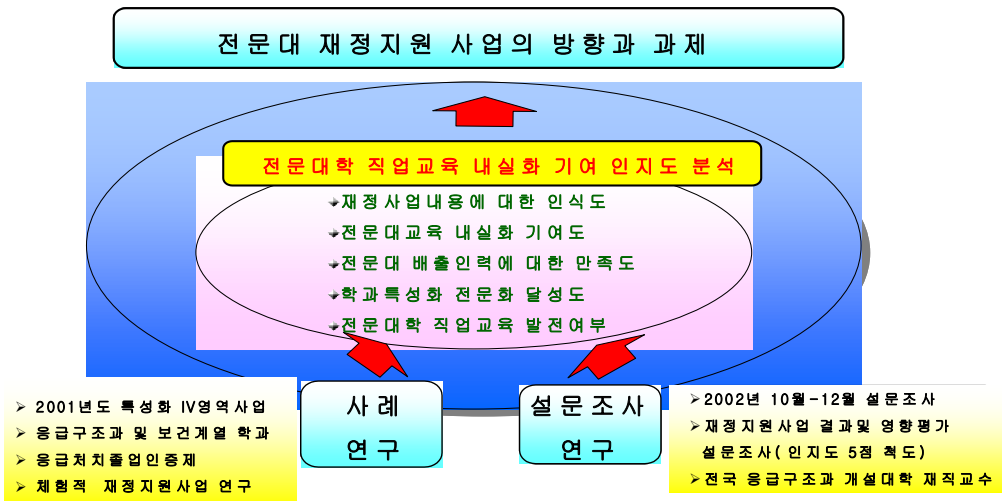 전문대 재정지원 사업의 방향과 과제
전문대학 직업교육 내실화 기여 인지도 분석
재정사업내용에 대한 인식도
전문대교육 내실화 기여도
전문대 배출인력에 대한 만족도
학과특성화 전문화 달성도
전문대학 직업교육 발전여부
사례
연구
설문조사
연구
2001년도 특성화 IV영역사업
응급구조과 및 보건계열 학과
응급처치졸업인증제
체험적 재정지원사업 연구
2002년 10월-12월 설문조사
재정지원사업 결과및 영향평가
설문조사( 인지도 5점 척도)
전국 응급구조과 개설대학 재직교수